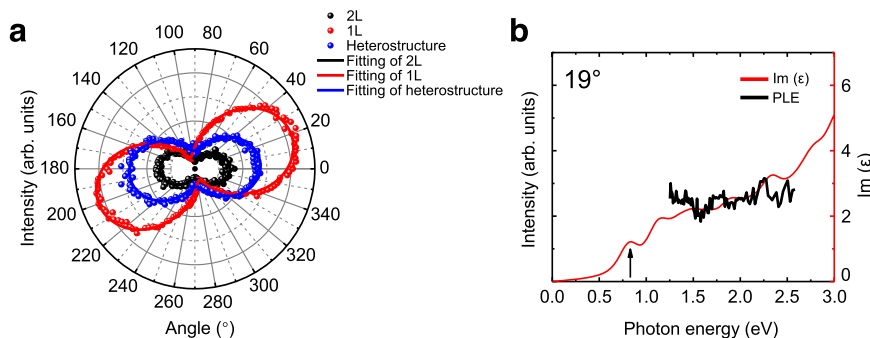 a
2L
1L
Heterostructure
Fitting of 2L
Fitting of 1L
Fitting of heterostructure
Intensity (arb. units)
0
20
40
60
80
100
120
140
160
180
200
220
240
260
280
300
320
340
Angle (°)
b
19°
Im (ε)
PLE
Intensity (arb. units)
0.0
0.5
1.0
1.5
2.0
2.5
3.0
Photon energy (eV)
6
4
2
0
Im (ε)